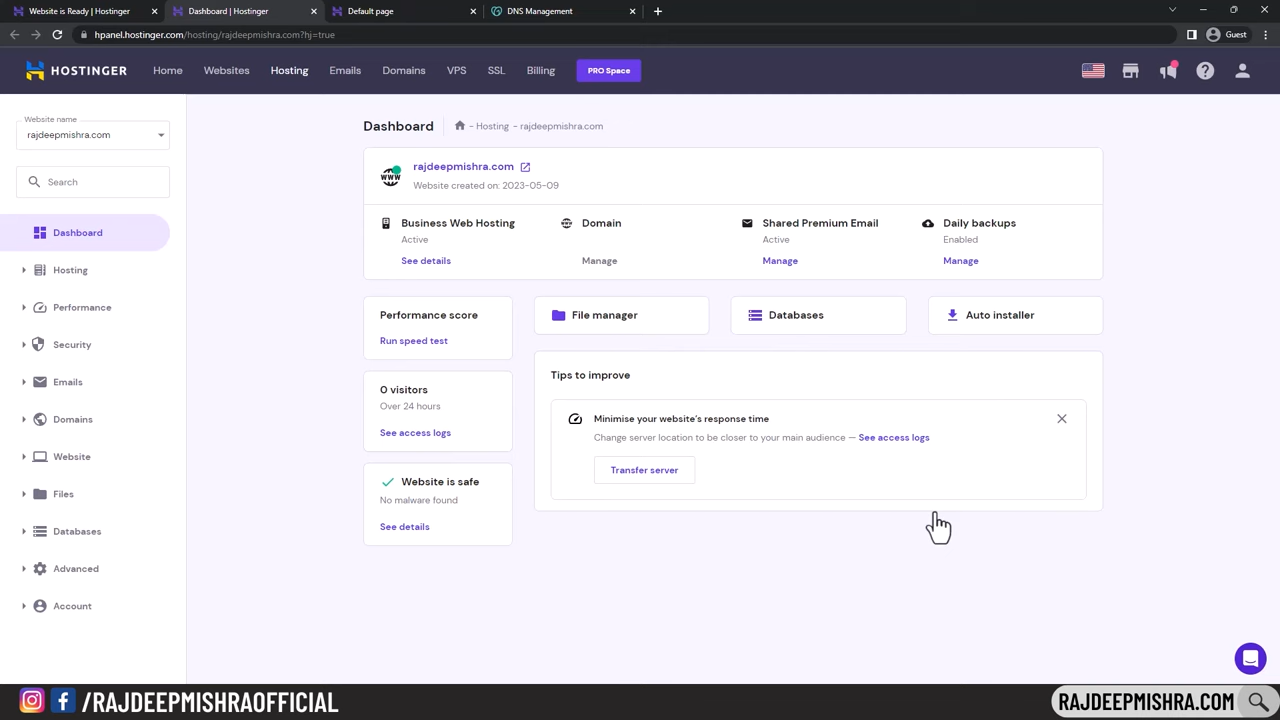 Website is Ready | Hostinger
Dashboard | Hostinger
Default page
DNS Management
hpanel.hostinger.com/hosting/rajdeepmishra.com?hj=true
Guest
HOSTINGER
Home
Websites
Hosting
Emails
Domains
VPS
SSL
Billing
PRO Space
Website name
rajdeepmishra.com
Search
Dashboard
Hosting
Performance
Security
Emails
Domains
Website
Files
Databases
Advanced
Account
Dashboard
- Hosting - rajdeepmishra.com
www
rajdeepmishra.com
Website created on: 2023-05-09
Business Web Hosting
Active
See details
Domain
Manage
Shared Premium Email
Active
Manage
Daily backups
Enabled
Manage
Performance score
Run speed test
File manager
Databases
Auto installer
0 visitors
Over 24 hours
See access logs
Website is safe
No malware found
See details
Tips to improve
Minimise your website's response time
Change server location to be closer to your main audience — See access logs
Transfer server
/RAJDEEPMISHRAOFFICIAL
RAJDEEPMISHRA.COM